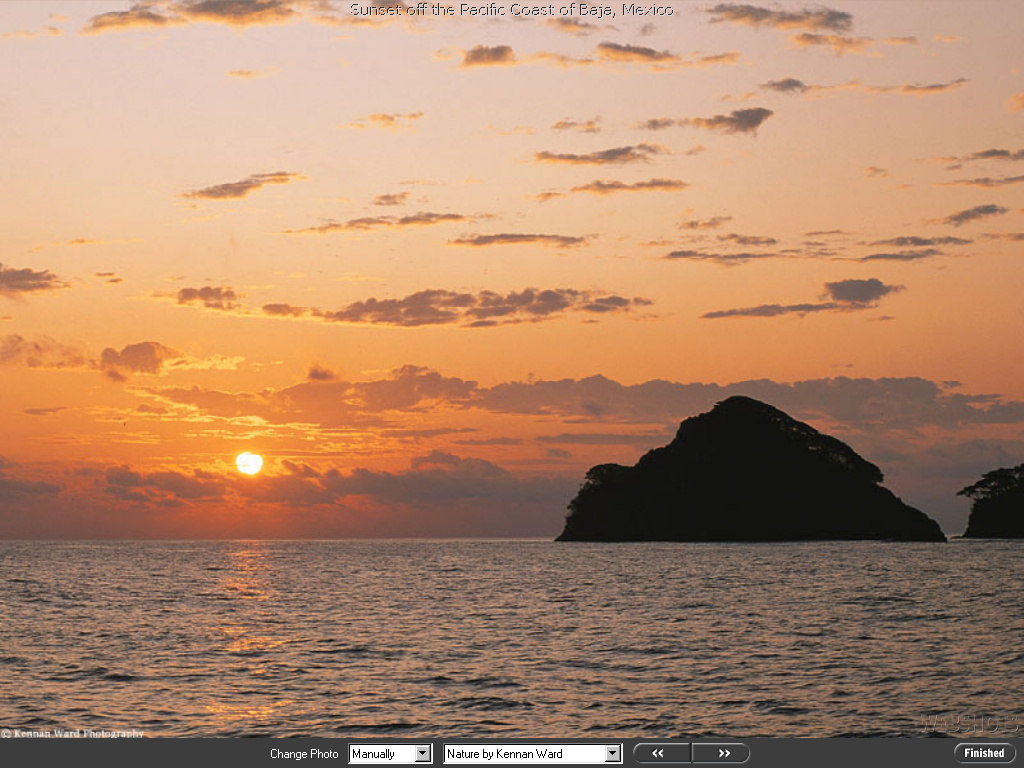 Sunset off the Pacific Coast of Baja, Mexico
© Kennan Ward Photography
WEBSHOTS
Change Photo Manually Nature by Kennan Ward << >> Finished